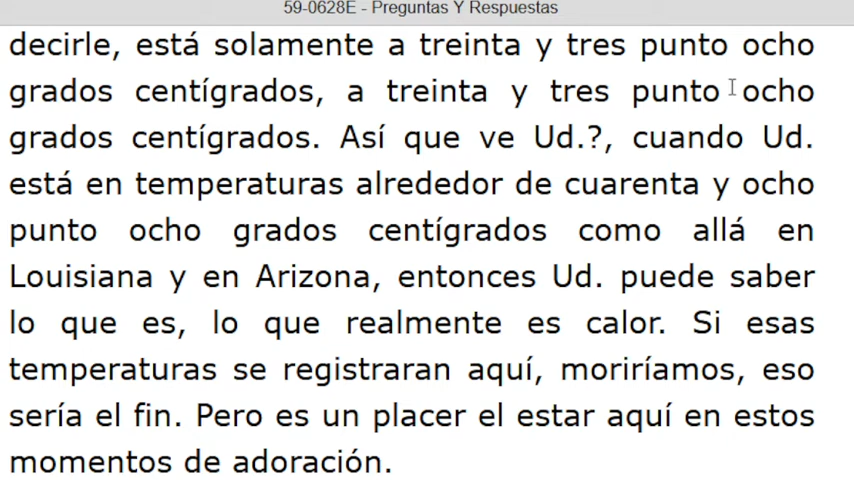 59-0628E - Preguntas Y Respuestas
decirle, está solamente a treinta y tres punto ocho
grados centígrados, a treinta y tres punto ocho
grados centígrados. Así que ve Ud.?, cuando Ud.
está en temperaturas alrededor de cuarenta y ocho
punto ocho grados centígrados como allá en
Louisiana y en Arizona, entonces Ud. puede saber
lo que es, lo que realmente es calor. Si esas
temperaturas se registraran aquí, moriríamos, eso
sería el fin. Pero es un placer el estar aquí en estos
momentos de adoración.